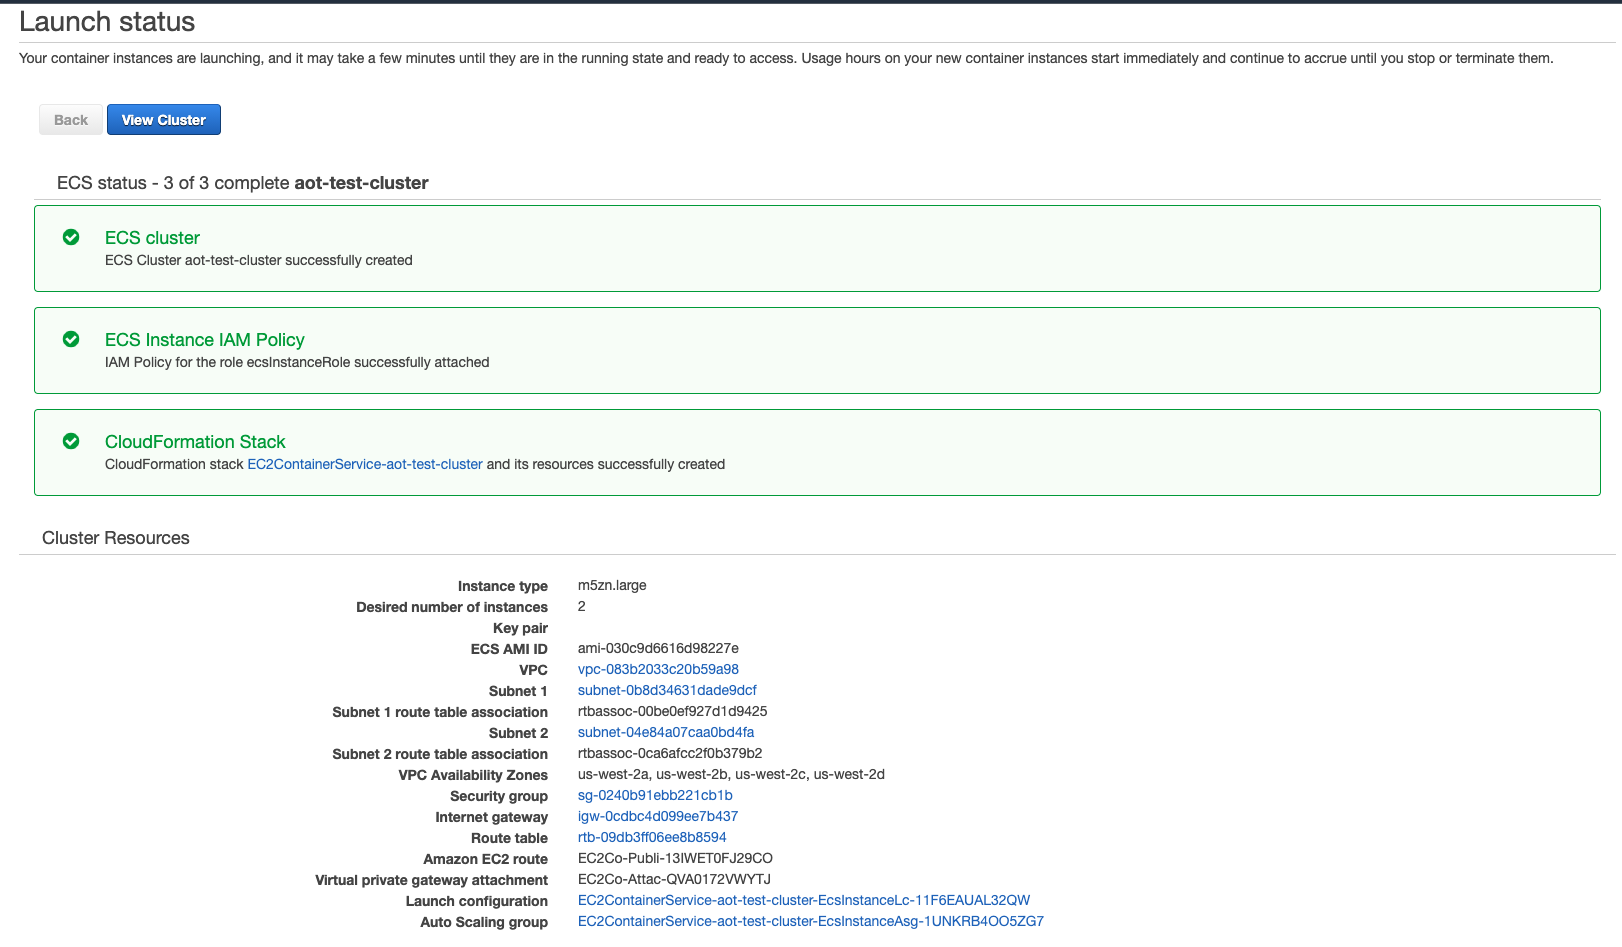 Launch status
Your container instances are launching, and it may take a few minutes until they are in the running state and ready to access. Usage hours on your new container instances start immediately and continue to accrue until you stop or terminate them.
Back View Cluster
ECS status - 3 of 3 complete aot-test-cluster
ECS cluster
ECS Cluster aot-test-cluster successfully created
ECS Instance IAM Policy
IAM Policy for the role ecsInstanceRole successfully attached
CloudFormation Stack
CloudFormation stack EC2ContainerService-aot-test-cluster and its resources successfully created
Cluster Resources
Instance type m5zn.large
Desired number of instances 2
Key pair
ECS AMI ID ami-030c9d6616d98227e
VPC vpc-083b2033c20b59a98
Subnet 1 subnet-0b8d34631dade9dcf
Subnet 1 route table association rtbassoc-00be0ef927d1d9425
Subnet 2 subnet-04e84a07caa0bd4fa
Subnet 2 route table association rtbassoc-0ca6afcc2f0b379b2
VPC Availability Zones us-west-2a, us-west-2b, us-west-2c, us-west-2d
Security group sg-0240b91ebb221cb1b
Internet gateway igw-0cdbc4d099ee7b437
Route table rtb-09db3ff06ee8b8594
Amazon EC2 route EC2Co-Publi-13IWET0FJ29CO
Virtual private gateway attachment EC2Co-Attac-QVA0172VWYTJ
Launch configuration EC2ContainerService-aot-test-cluster-EcsInstanceLc-11F6EAUAL32QW
Auto Scaling group EC2ContainerService-aot-test-cluster-EcsInstanceAsg-1UNKRB4OO5ZG7